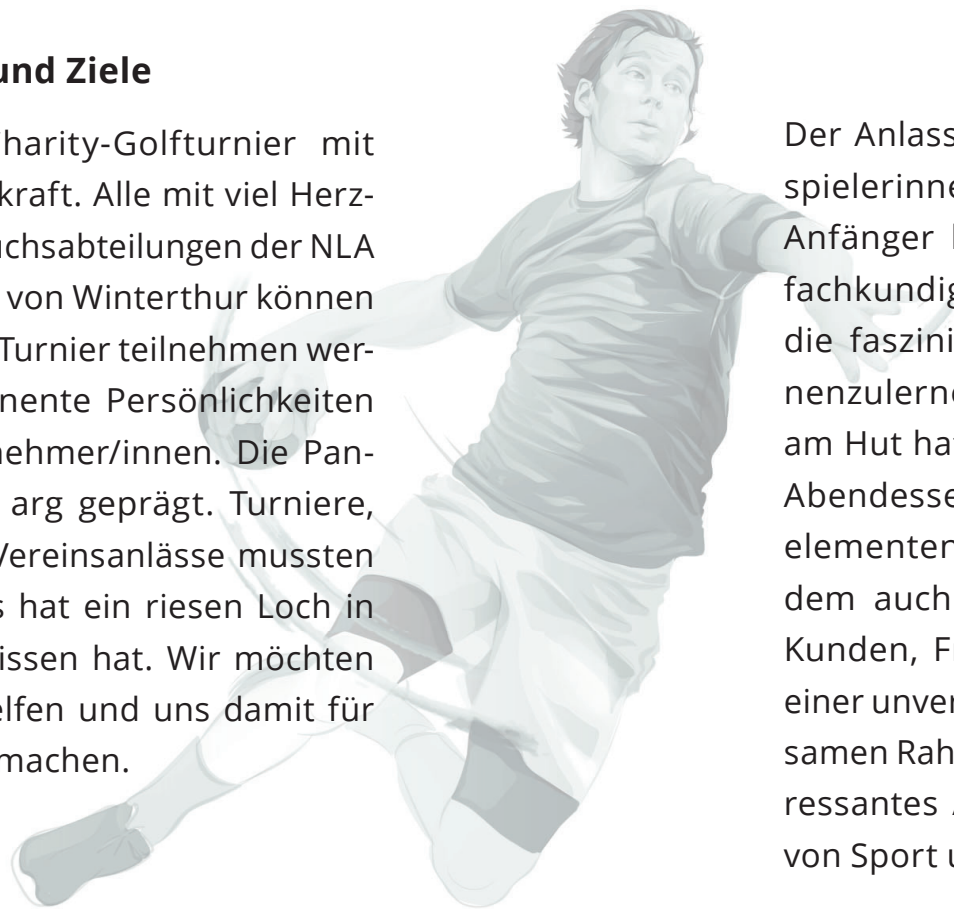 und Ziele
harity-Golfturnier mit
kraft. Alle mit viel Herz-
uchsabteilungen der NLA
von Winterthur können
Turnier teilnehmen wer-
nente Persönlichkeiten
nehmer/innen. Die Pan-
arg geprägt. Turniere,
Vereinsanlässe mussten
s hat ein riesen Loch in
issen hat. Wir möchten
elfen und uns damit für
machen.
Der Anlass
spielerinne
Anfänger
fachkundig
die faszini
nenzulerne
am Hut hat
Abendesse
elementen
dem auch
Kunden, Fr
einer unver
samen Rah
ressantes
von Sport u